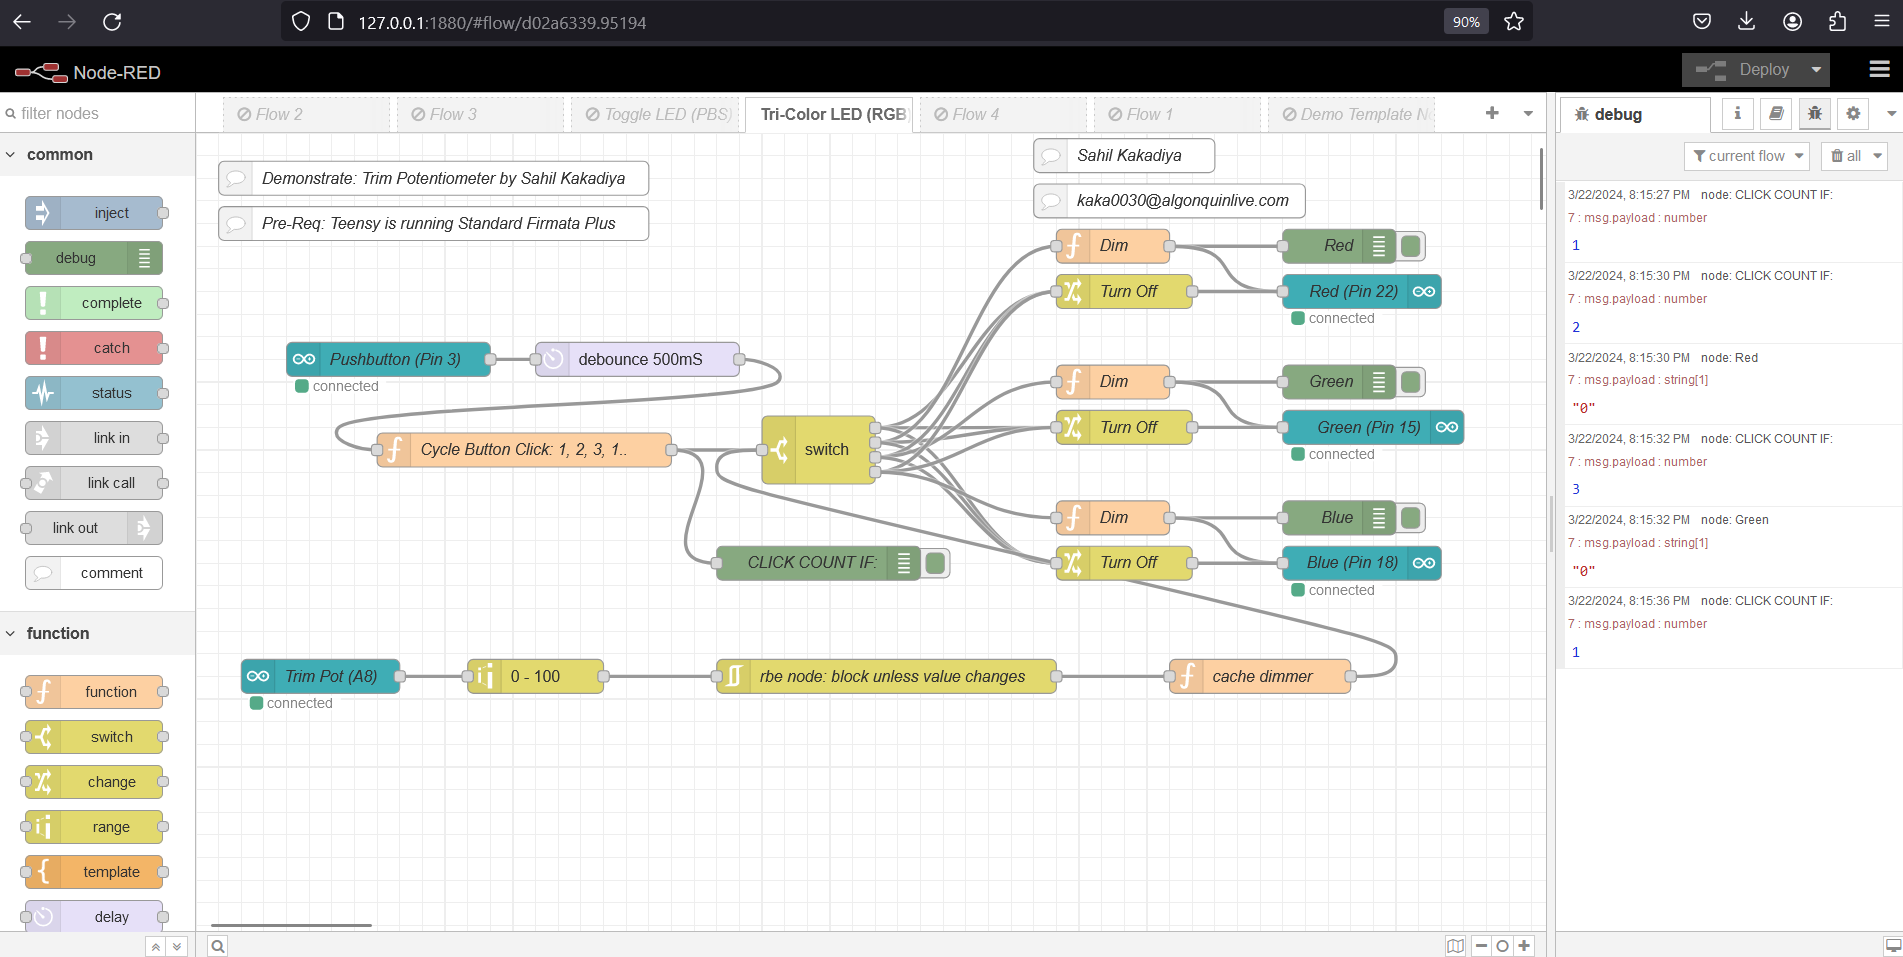 127.0.0.1:1880/#flow/d02a6339.95194
90%
Node-RED
Deploy
filter nodes
Flow 2
Flow 3
Toggle LED (PBS)
Tri-Color LED (RGB)
Flow 4
Flow 1
Demo Template N
debug
i
current flow
all
common
inject
debug
complete
catch
status
link in
link call
link out
comment
function
function
switch
change
range
template
delay
Demonstrate: Trim Potentiometer by Sahil Kakadiya
Pre-Req: Teensy is running Standard Firmata Plus
Sahil Kakadiya
kaka0030@algonquinlive.com
Dim
Red
Turn Off
Red (Pin 22)
connected
Pushbutton (Pin 3)
connected
debounce 500mS
Dim
Green
Turn Off
Green (Pin 15)
connected
Cycle Button Click: 1, 2, 3, 1..
switch
Dim
Blue
CLICK COUNT IF:
Turn Off
Blue (Pin 18)
connected
Trim Pot (A8)
connected
0 - 100
rbe node: block unless value changes
cache dimmer
3/22/2024, 8:15:27 PM node: CLICK COUNT IF:
7 : msg.payload : number
1
3/22/2024, 8:15:30 PM node: CLICK COUNT IF:
7 : msg.payload : number
2
3/22/2024, 8:15:30 PM node: Red
7 : msg.payload : string[1]
"0"
3/22/2024, 8:15:32 PM node: CLICK COUNT IF:
7 : msg.payload : number
3
3/22/2024, 8:15:32 PM node: Green
7 : msg.payload : string[1]
"0"
3/22/2024, 8:15:36 PM node: CLICK COUNT IF:
7 : msg.payload : number
1